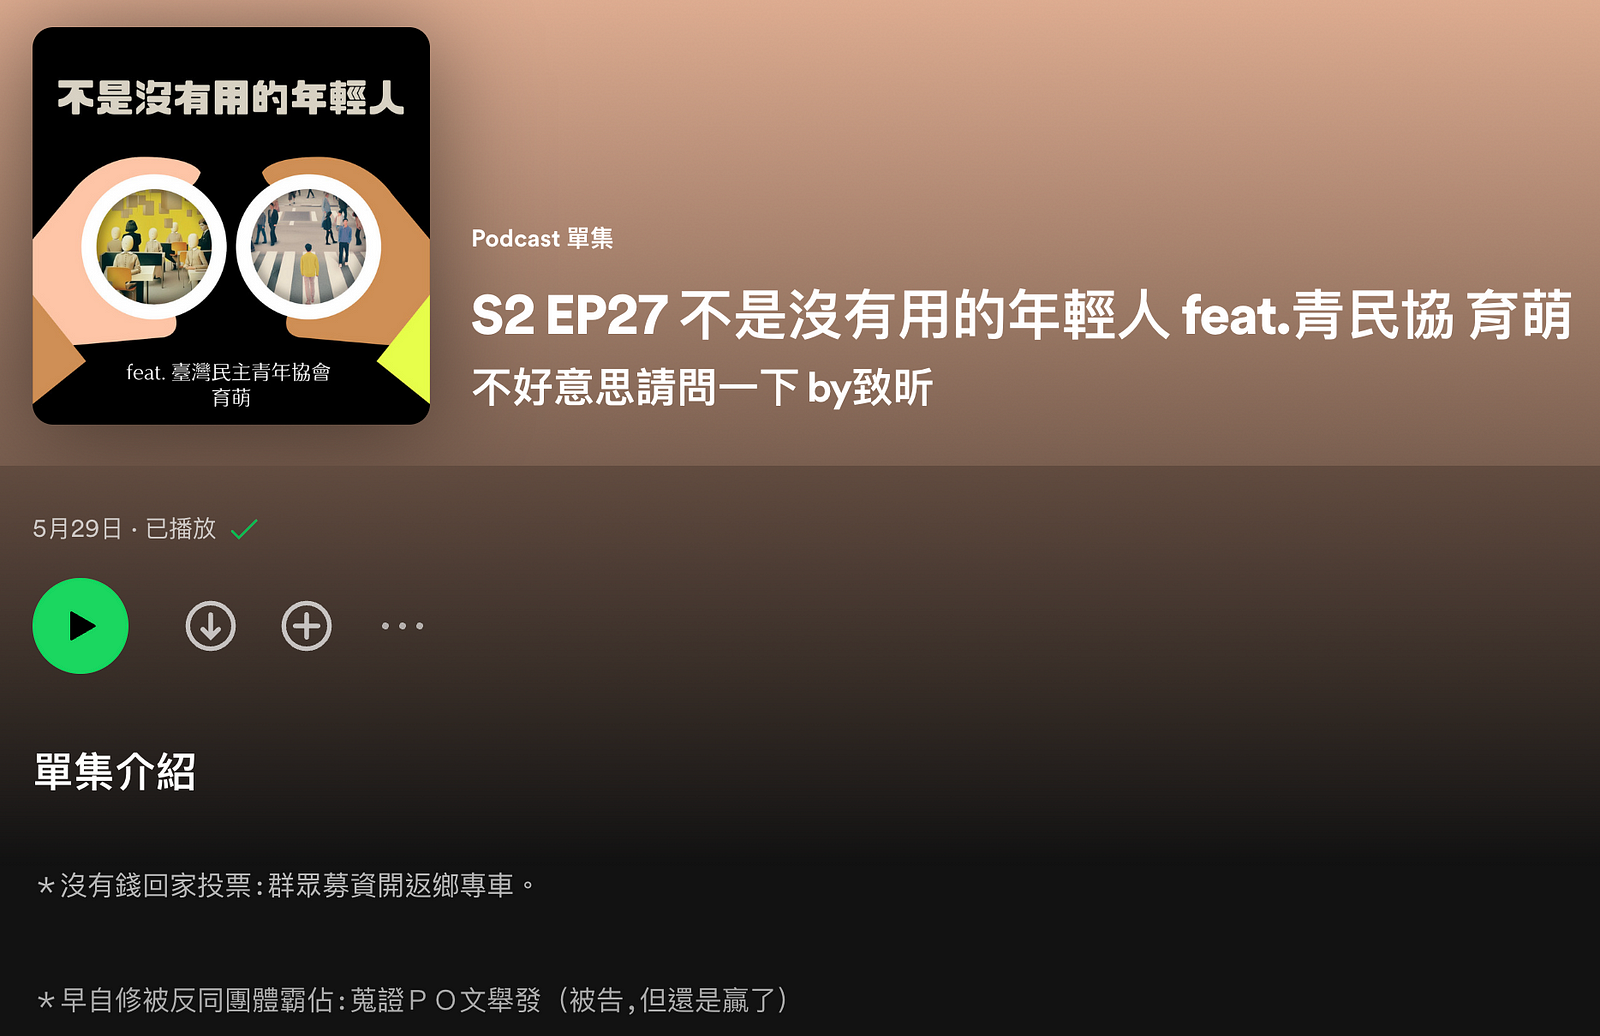 不是沒有用的年輕人
feat. 臺灣民主青年協會
育萌
Podcast 單集
S2 EP27 不是沒有用的年輕人 feat.青民協 育萌
不好意思請問一下 by致昕
5月29日 · 已播放
單集介紹
＊沒有錢回家投票:群眾募資開返鄉專車。
＊早自修被反同團體霸佔:蒐證ＰＯ文舉發（被告,但還是贏了）